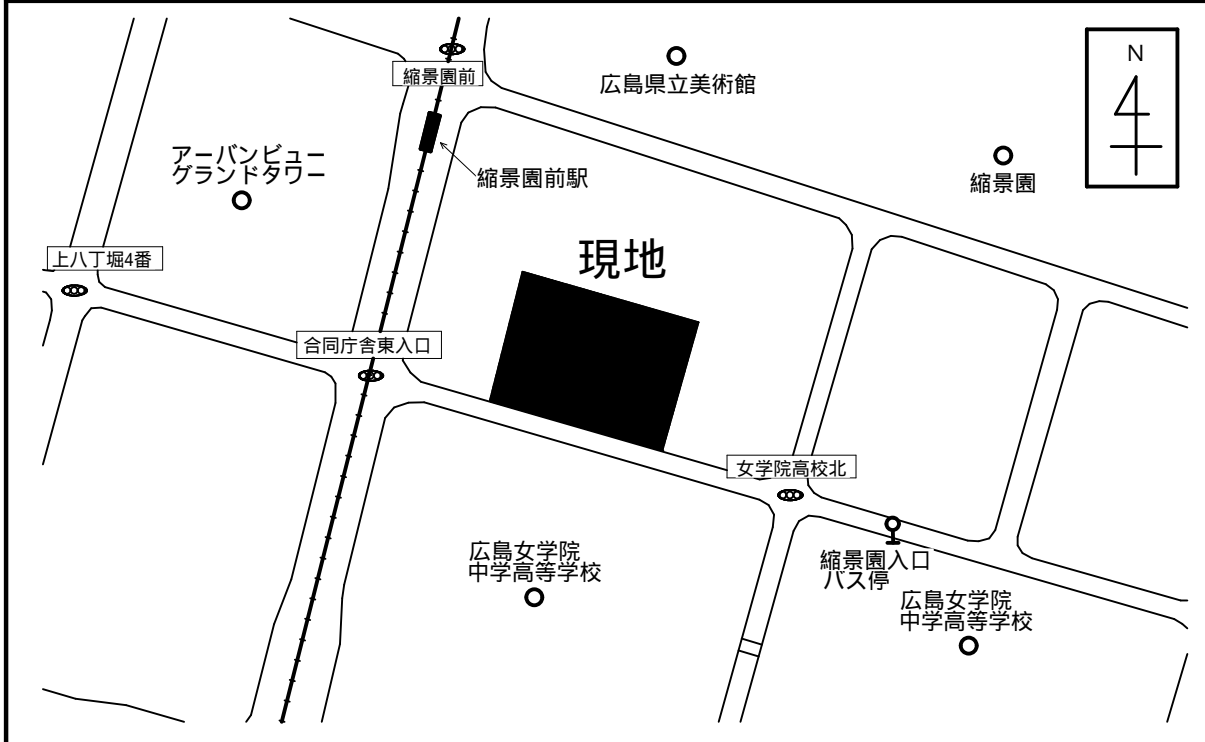 N
縮景園前
広島県立美術館
アーバンビュー
グランドタワー
縮景園前駅
縮景園
現地
上八丁堀4番
合同庁舎東入口
女学院高校北
広島女学院
中学高等学校
縮景園入口
バス停
広島女学院
中学高等学校